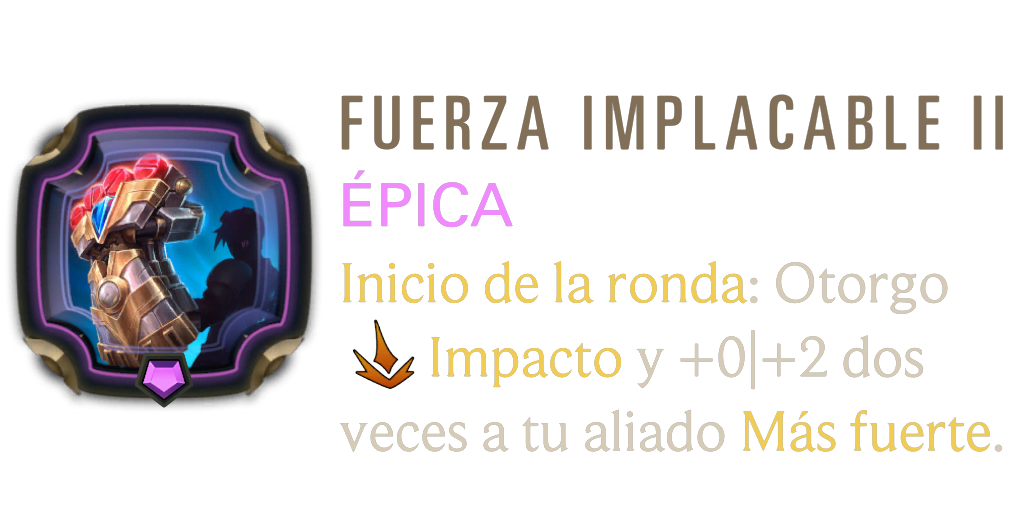 FUERZA IMPLACABLE II
ÉPICA
Inicio de la ronda: Otorgo
Impacto y +0|+2 dos
veces a tu aliado Más fuerte.